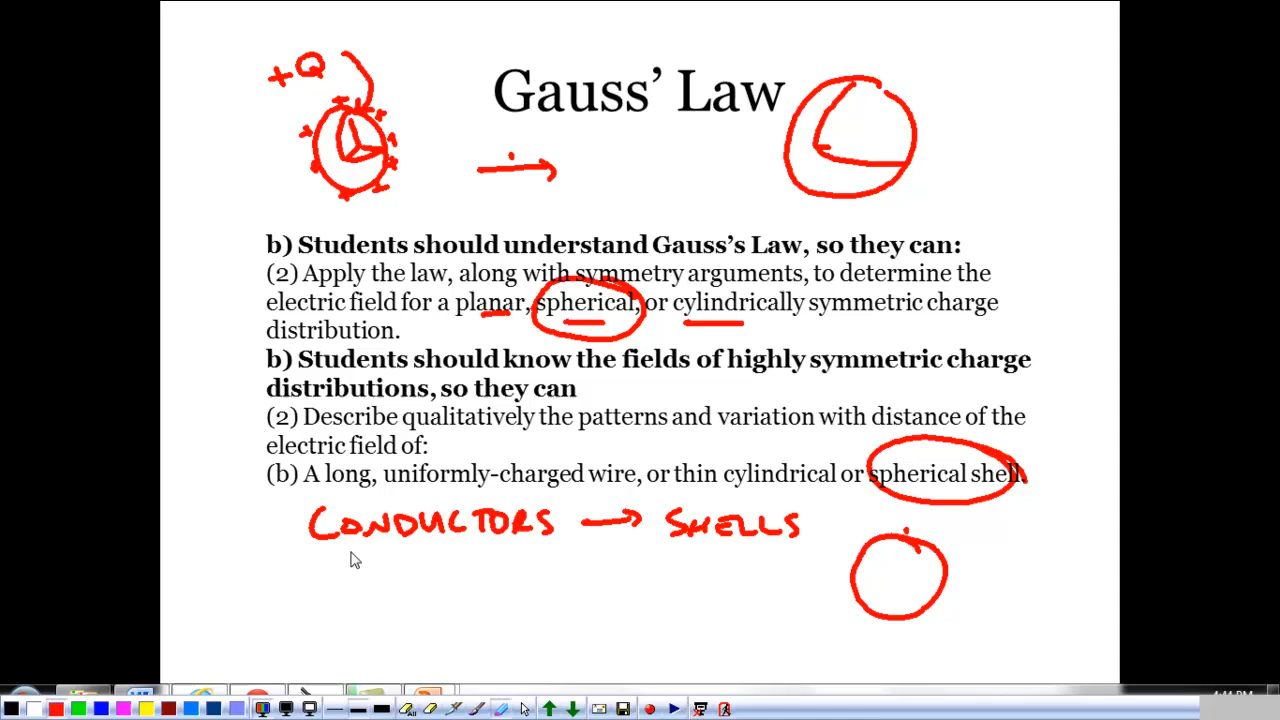 +Q
Gauss' Law
b) Students should understand Gauss's Law, so they can:
(2) Apply the law, along with symmetry arguments, to determine the
electric field for a planar, spherical, or cylindrically symmetric charge
distribution.
b) Students should know the fields of highly symmetric charge
distributions, so they can
(2) Describe qualitatively the patterns and variation with distance of the
electric field of:
(b) A long, uniformly-charged wire, or thin cylindrical or spherical shell.
CONDUCTORS → SHELLS